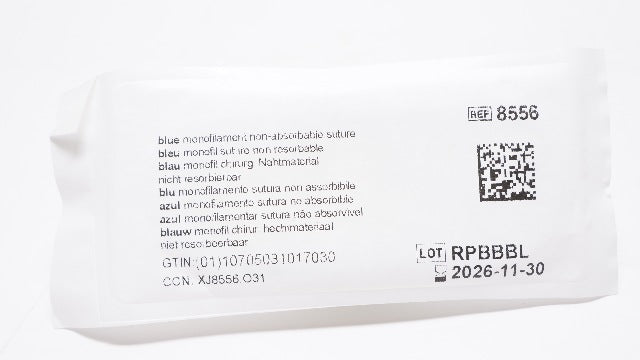 REF 8556
blue monofilament non-absorbable suture
bleu monofil suture non resorbable
blau monofil chirurg. Nahtmaterial
nicht resorbierbar
blu monofilamento sutura non assorbibile
azul monofilamento sutura no absorbible
azul monofilamentar sutura não absorvível
blauw monofil chirur. hechtmateriaal
niet resorbeerbaar
GTIN:(01)10705031017030
CON. XJ8556.O31
LOT RPBBBL
2026-11-30